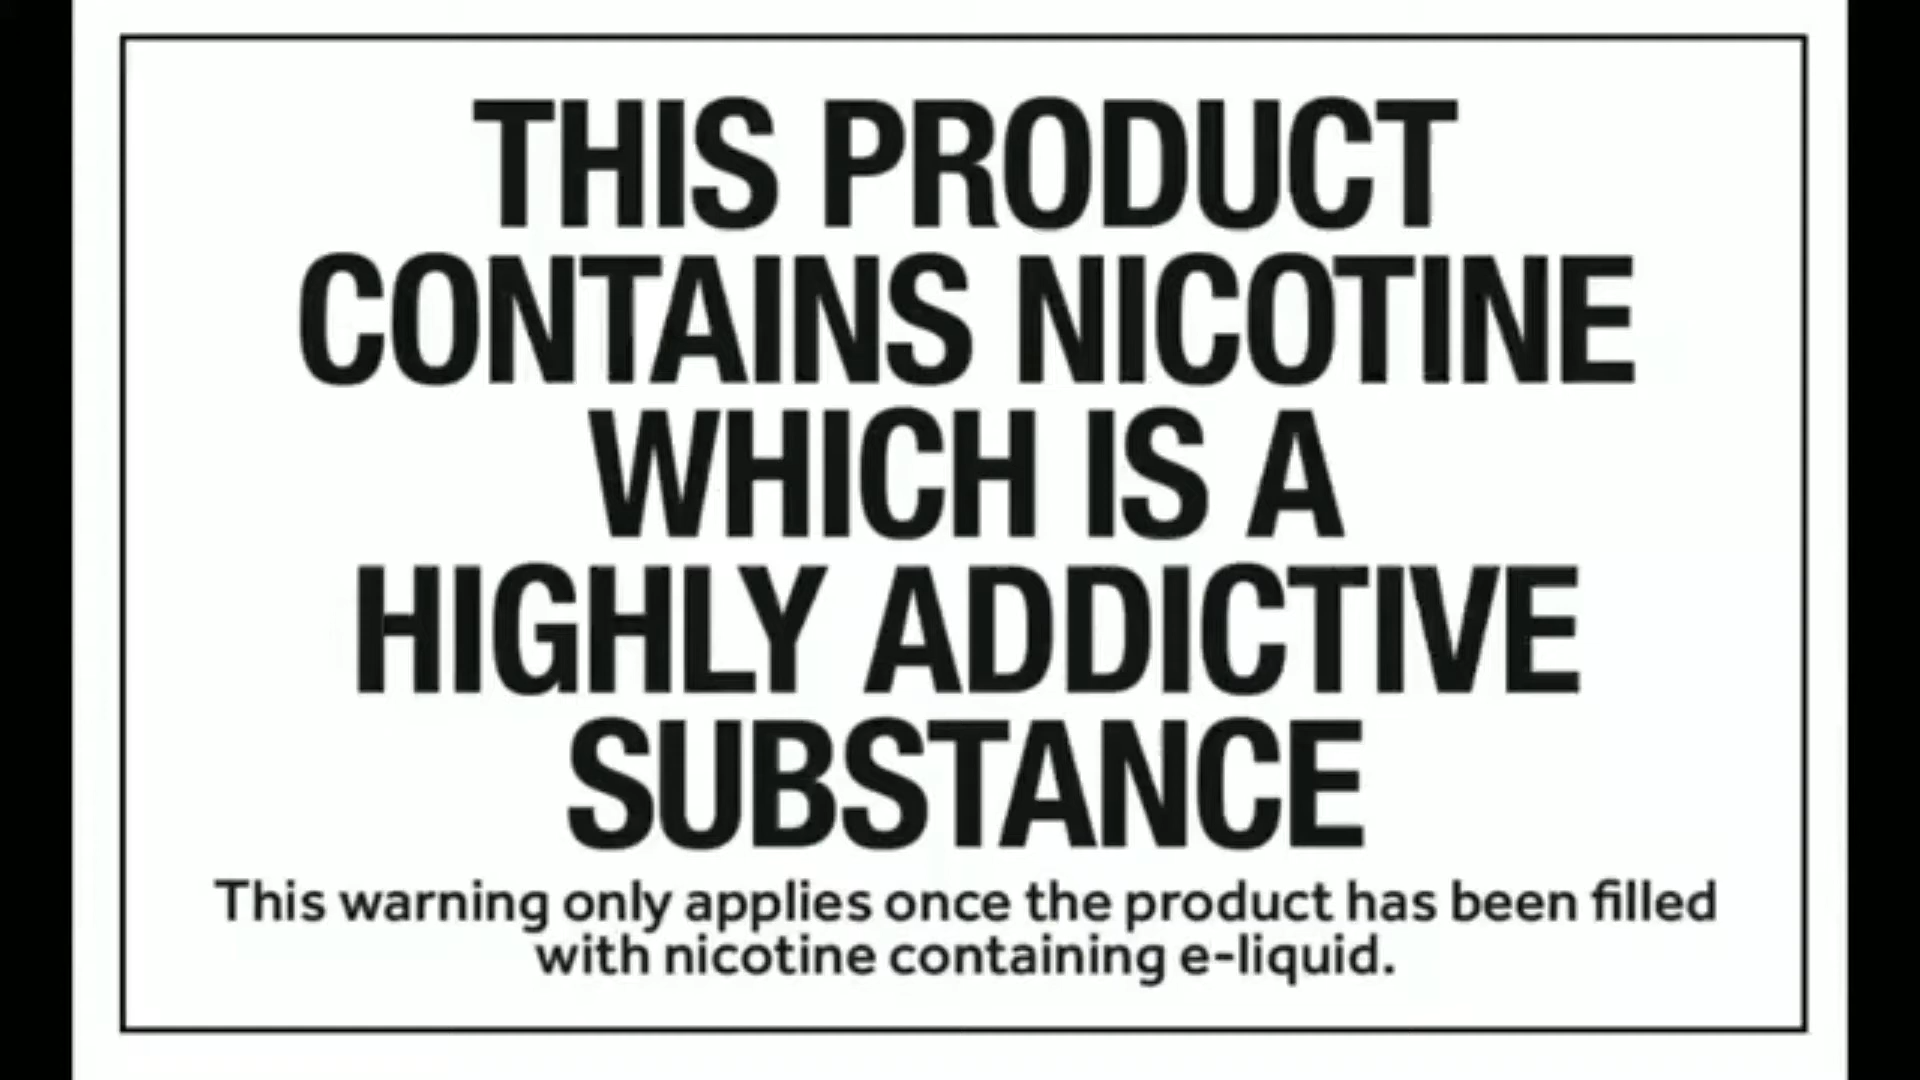 THIS PRODUCT
CONTAINS NICOTINE
WHICH IS A
HIGHLY ADDICTIVE
SUBSTANCE
This warning only applies once the product has been filled
with nicotine containing e-liquid.